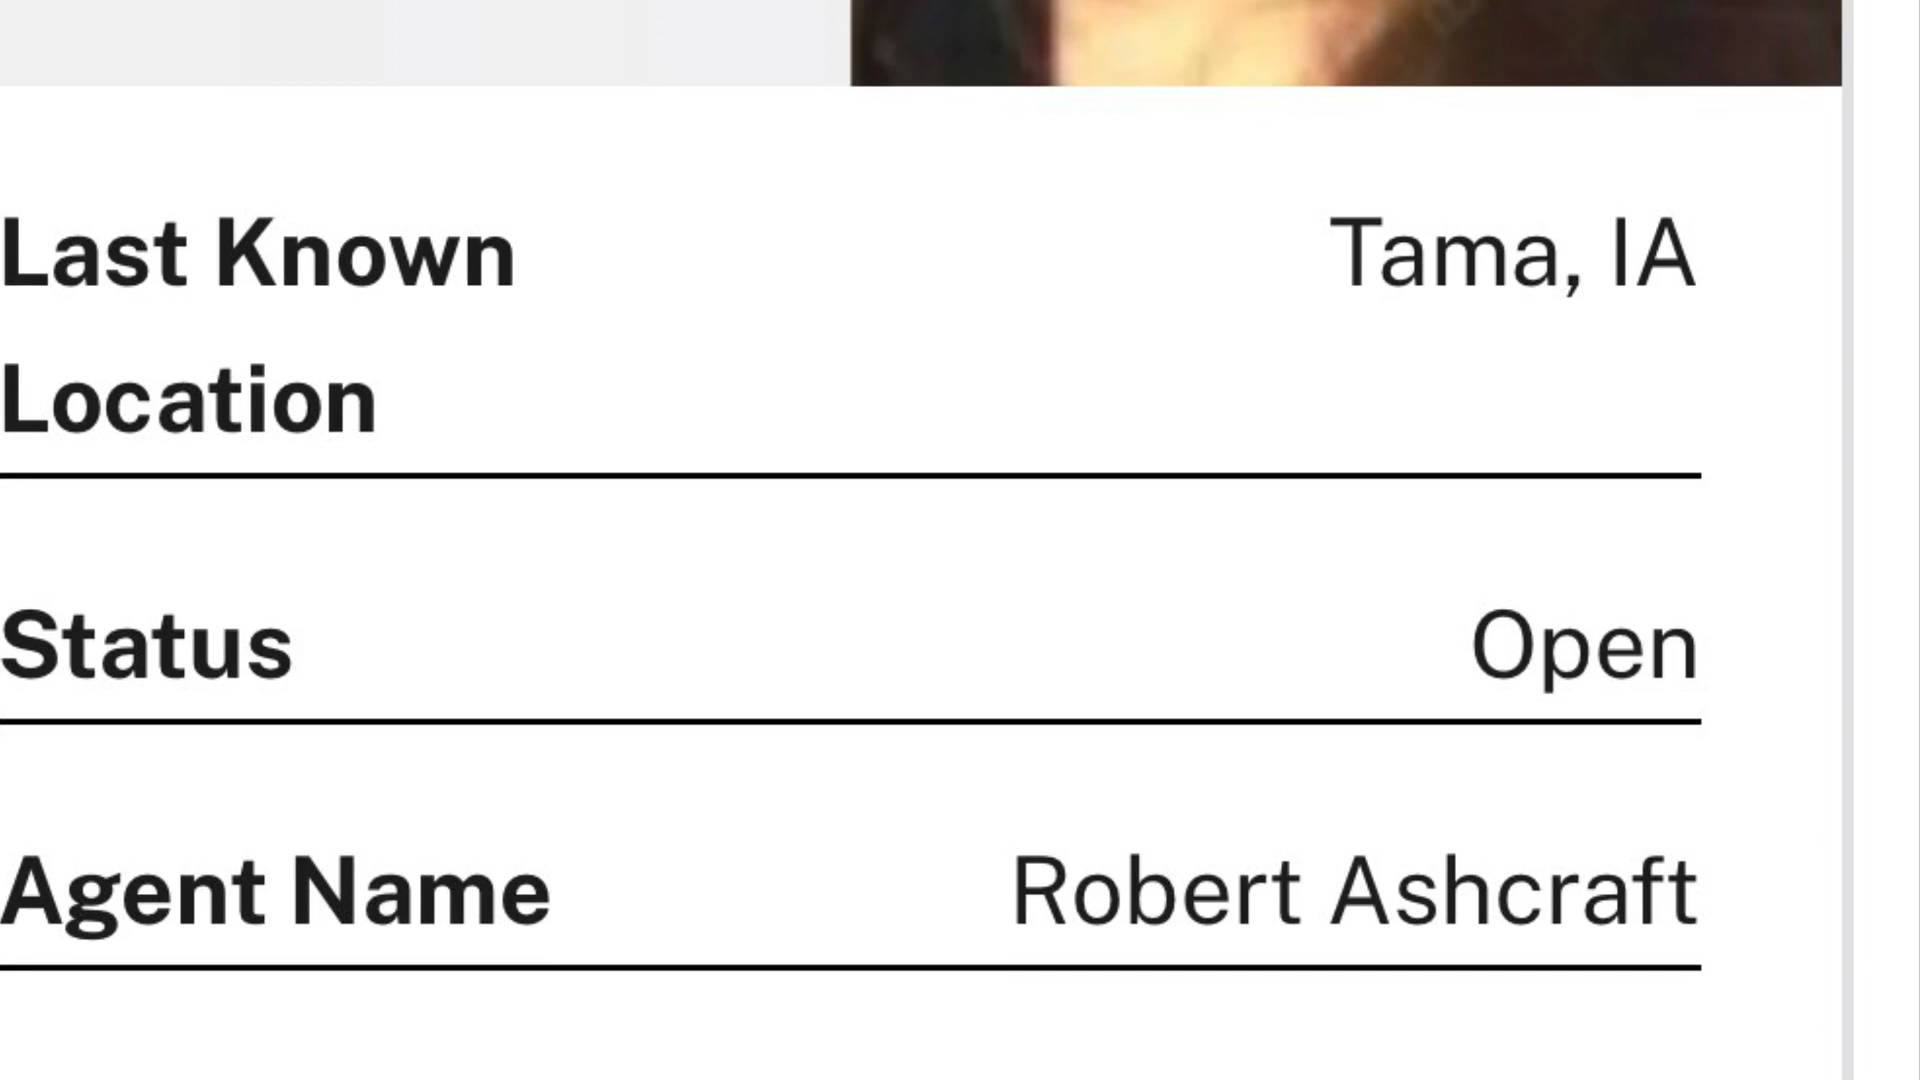 Last Known Tama, IA
Location
Status Open
Agent Name Robert Ashcraft